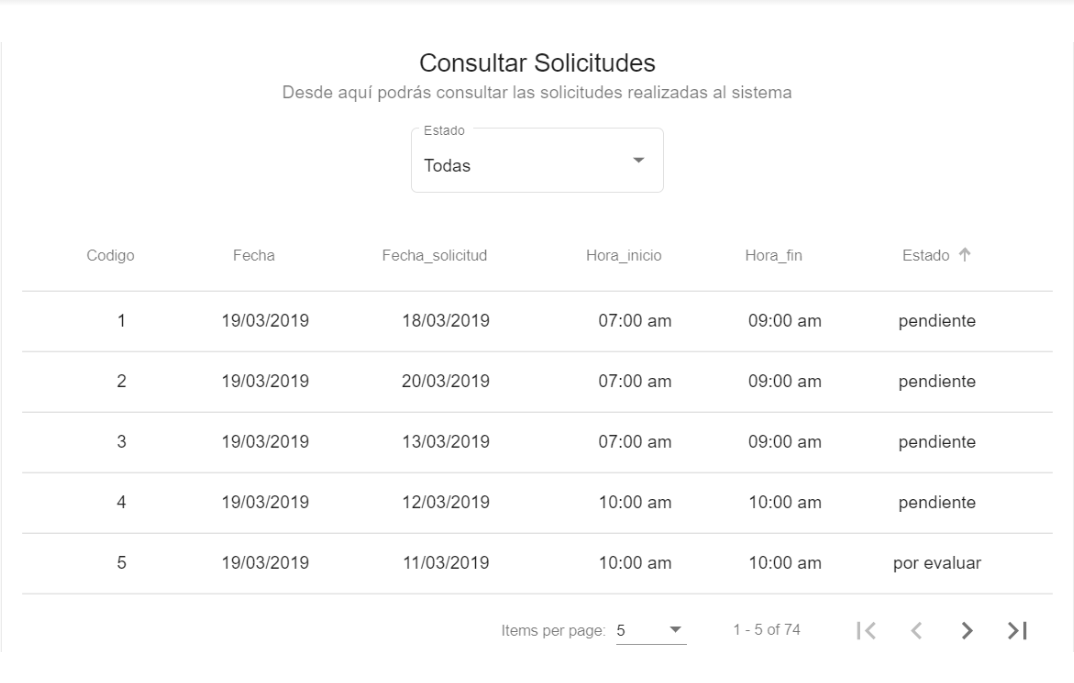 Consultar Solicitudes
Desde aquí podrás consultar las solicitudes realizadas al sistema
Estado
Todas
Codigo Fecha Fecha_solicitud Hora_inicio Hora_fin Estado
1 19/03/2019 18/03/2019 07:00 am 09:00 am pendiente
2 19/03/2019 20/03/2019 07:00 am 09:00 am pendiente
3 19/03/2019 13/03/2019 07:00 am 09:00 am pendiente
4 19/03/2019 12/03/2019 10:00 am 10:00 am pendiente
5 19/03/2019 11/03/2019 10:00 am 10:00 am por evaluar
Items per page: 5 1 - 5 of 74